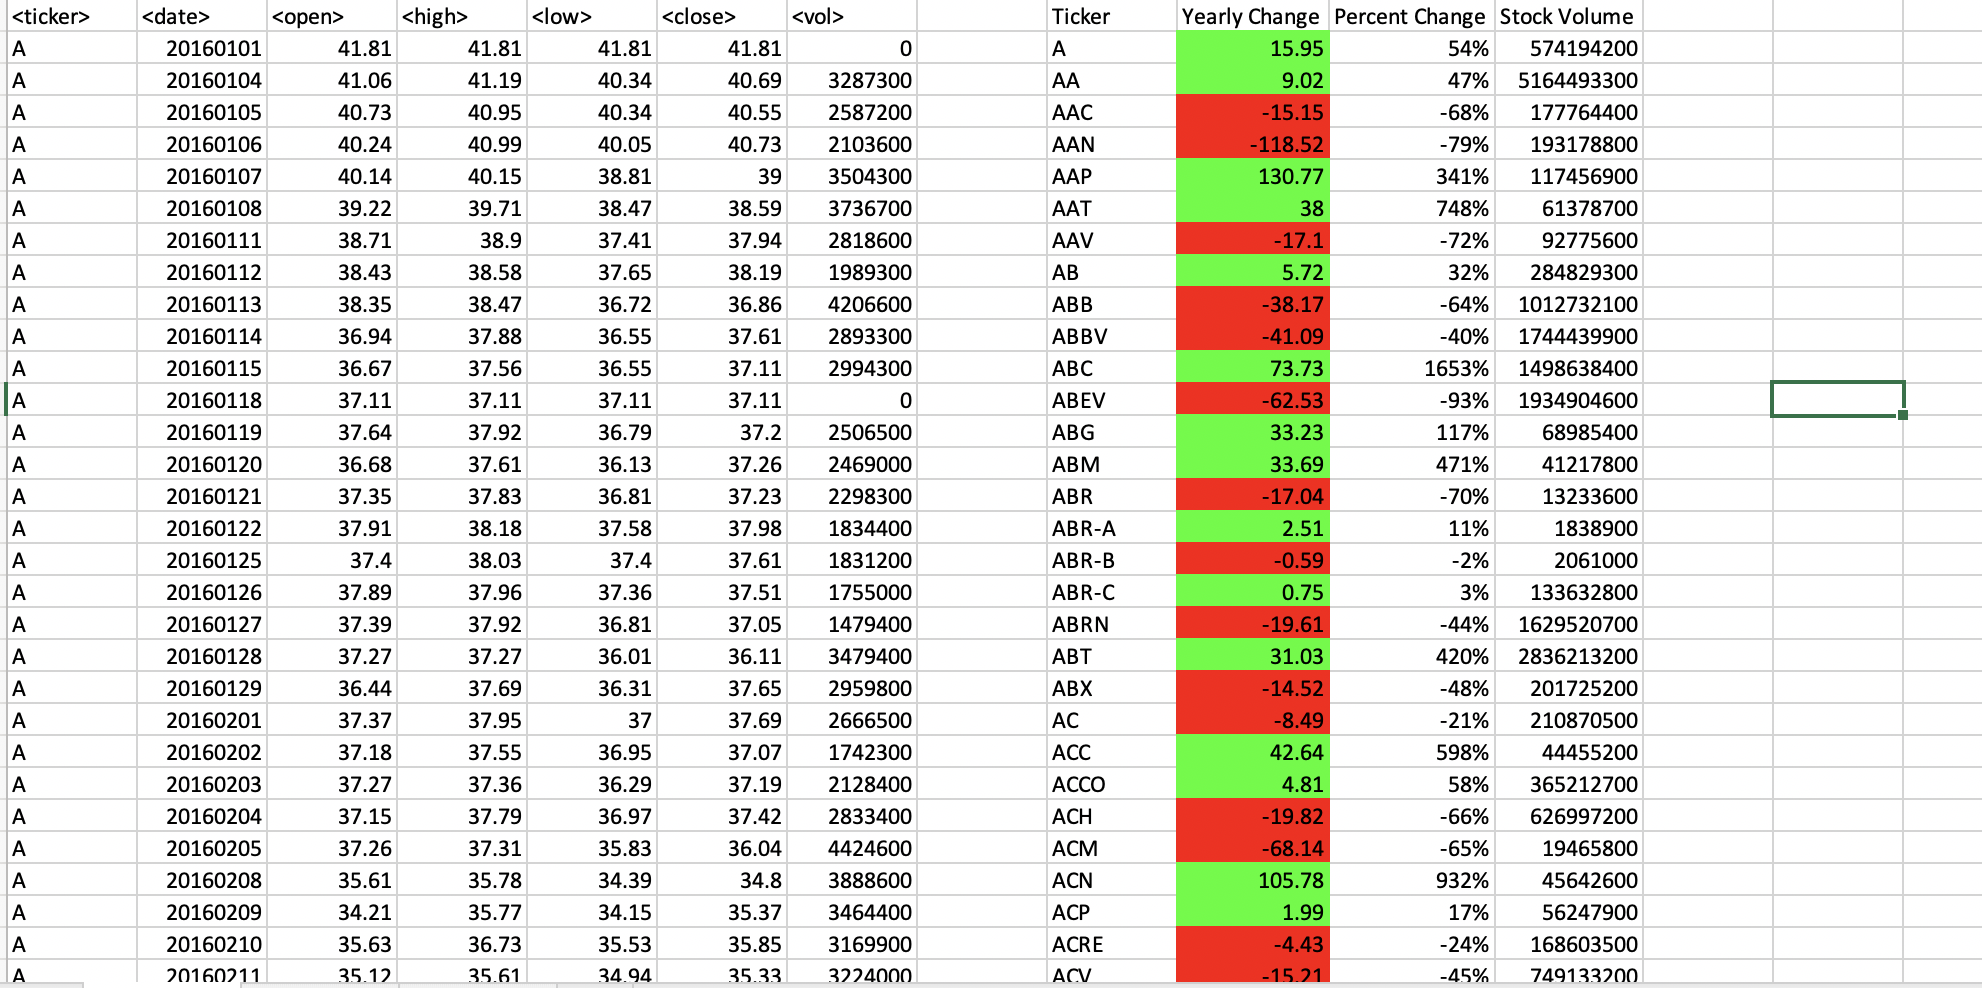 <ticker> <date> <open> <high> <low> <close> <vol> Ticker Yearly Change Percent Change Stock Volume
A 20160101 41.81 41.81 41.81 41.81 0 A 15.95 54% 574194200
A 20160104 41.06 41.19 40.34 40.69 3287300 AA 9.02 47% 5164493300
A 20160105 40.73 40.95 40.34 40.55 2587200 AAC -15.15 -68% 177764400
A 20160106 40.24 40.99 40.05 40.73 2103600 AAN -118.52 -79% 193178800
A 20160107 40.14 40.15 38.81 39 3504300 AAP 130.77 341% 117456900
A 20160108 39.22 39.71 38.47 38.59 3736700 AAT 38 748% 61378700
A 20160111 38.71 38.9 37.41 37.94 2818600 AAV -17.1 -72% 92775600
A 20160112 38.43 38.58 37.65 38.19 1989300 AB 5.72 32% 284829300
A 20160113 38.35 38.47 36.72 36.86 4206600 ABB -38.17 -64% 1012732100
A 20160114 36.94 37.88 36.55 37.61 2893300 ABBV -41.09 -40% 1744439900
A 20160115 36.67 37.56 36.55 37.11 2994300 ABC 73.73 1653% 1498638400
A 20160118 37.11 37.11 37.11 37.11 0 ABEV -62.53 -93% 1934904600
A 20160119 37.64 37.92 36.79 37.2 2506500 ABG 33.23 117% 68985400
A 20160120 36.68 37.61 36.13 37.26 2469000 ABM 33.69 471% 41217800
A 20160121 37.35 37.83 36.81 37.23 2298300 ABR -17.04 -70% 13233600
A 20160122 37.91 38.18 37.58 37.98 1834400 ABR-A 2.51 11% 1838900
A 20160125 37.4 38.03 37.4 37.61 1831200 ABR-B -0.59 -2% 2061000
A 20160126 37.89 37.96 37.36 37.51 1755000 ABR-C 0.75 3% 133632800
A 20160127 37.39 37.92 36.81 37.05 1479400 ABRN -19.61 -44% 1629520700
A 20160128 37.27 37.27 36.01 36.11 3479400 ABT 31.03 420% 2836213200
A 20160129 36.44 37.69 36.31 37.65 2959800 ABX -14.52 -48% 201725200
A 20160201 37.37 37.95 37 37.69 2666500 AC -8.49 -21% 210870500
A 20160202 37.18 37.55 36.95 37.07 1742300 ACC 42.64 598% 44455200
A 20160203 37.27 37.36 36.29 37.19 2128400 ACCO 4.81 58% 365212700
A 20160204 37.15 37.79 36.97 37.42 2833400 ACH -19.82 -66% 626997200
A 20160205 37.26 37.31 35.83 36.04 4424600 ACM -68.14 -65% 19465800
A 20160208 35.61 35.78 34.39 34.8 3888600 ACN 105.78 932% 45642600
A 20160209 34.21 35.77 34.15 35.37 3464400 ACP 1.99 17% 56247900
A 20160210 35.63 36.73 35.53 35.85 3169900 ACRE -4.43 -24% 168603500
A 20160211 35.12 35.61 34.94 35.33 3224000 ACV -15.21 -45% 749133200